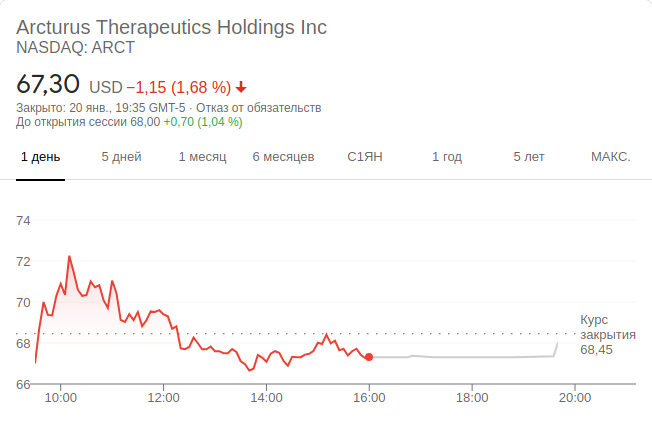 Arcturus Therapeutics Holdings Inc
NASDAQ: ARCT
67,30 USD −1,15 (1,68 %)
Закрыто: 20 янв., 19:35 GMT-5 · Отказ от обязательств
До открытия сессии 68,00 +0,70 (1,04 %)
1 день 5 дней 1 месяц 6 месяцев С1ЯН 1 год 5 лет МАКС.
74
72
70
68
66
Курс
закрытия
68,45
10:00 12:00 14:00 16:00 18:00 20:00